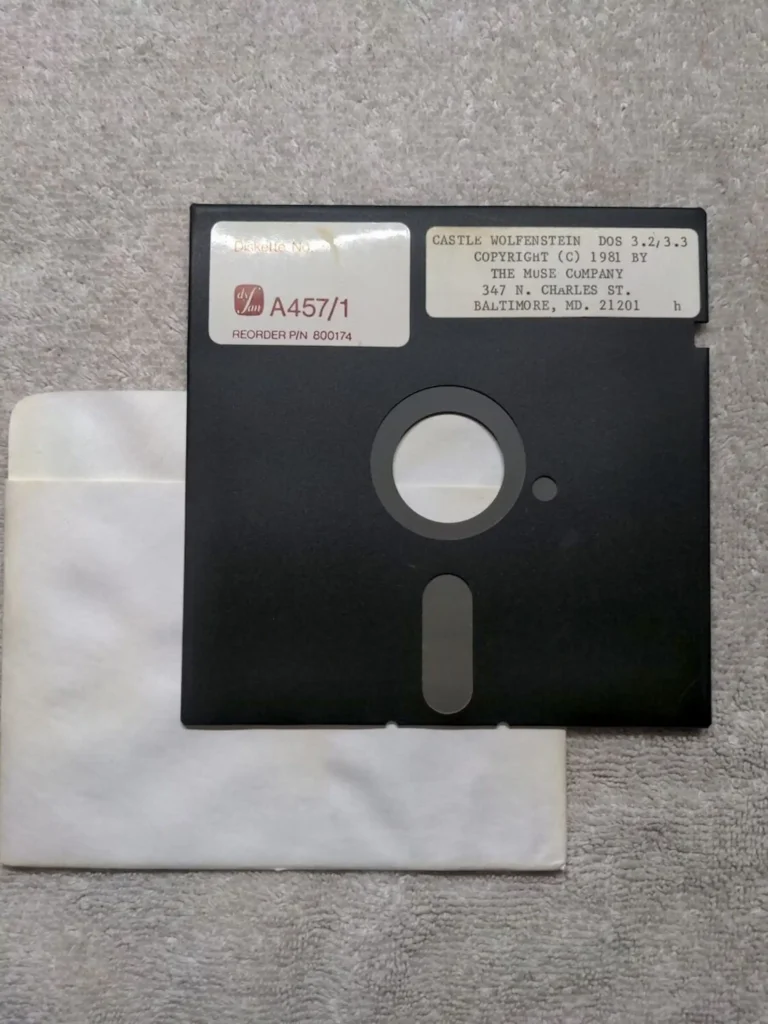 Diskette No.
dysan
A457/1
REORDER P/N 800174
CASTLE WOLFENSTEIN DOS 3.2,3.3
COPYRIGHT (C) 1981 BY
THE MUSE COMPANY
347 N. CHARLES ST.
BALTIMORE, MD. 21201 h